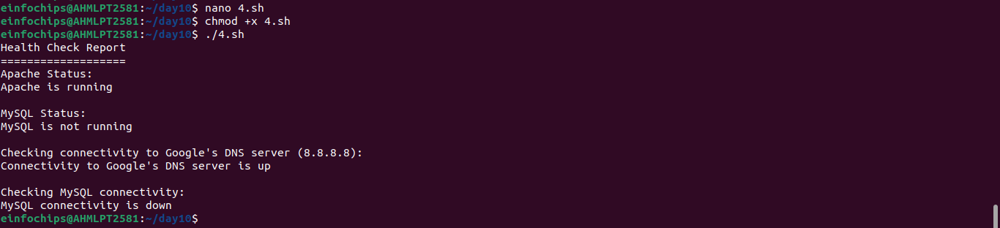 einfochips@AHMLPT2581:~/day10$ nano 4.sh
einfochips@AHMLPT2581:~/day10$ chmod +x 4.sh
einfochips@AHMLPT2581:~/day10$ ./4.sh
Health Check Report
===================
Apache Status:
Apache is running

MySQL Status:
MySQL is not running

Checking connectivity to Google's DNS server (8.8.8.8):
Connectivity to Google's DNS server is up

Checking MySQL connectivity:
MySQL connectivity is down
einfochips@AHMLPT2581:~/day10$